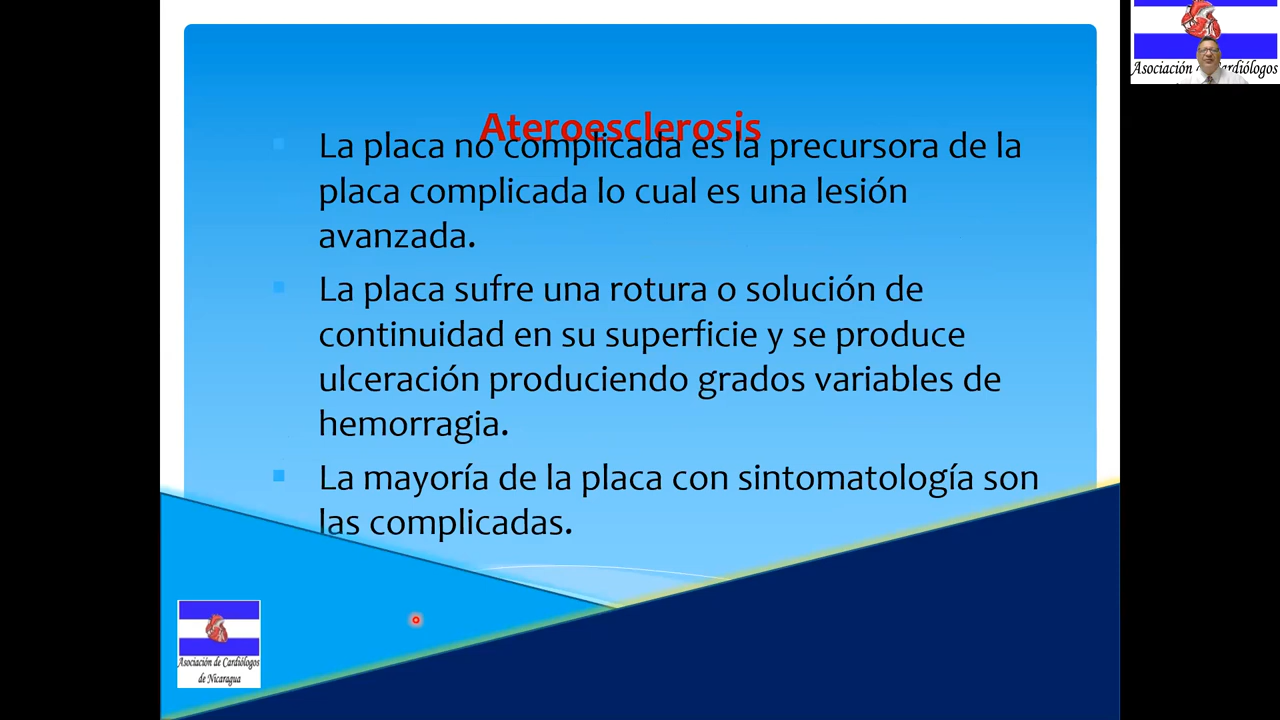 Ateroesclerosis
La placa no complicada es la precursora de la
placa complicada lo cual es una lesión
avanzada.
La placa sufre una rotura o solución de
continuidad en su superficie y se produce
ulceración produciendo grados variables de
hemorragia.
La mayoría de la placa con sintomatología son
las complicadas.
Asociación de Cardiólogos
de Nicaragua
Asociación Cardiólogos